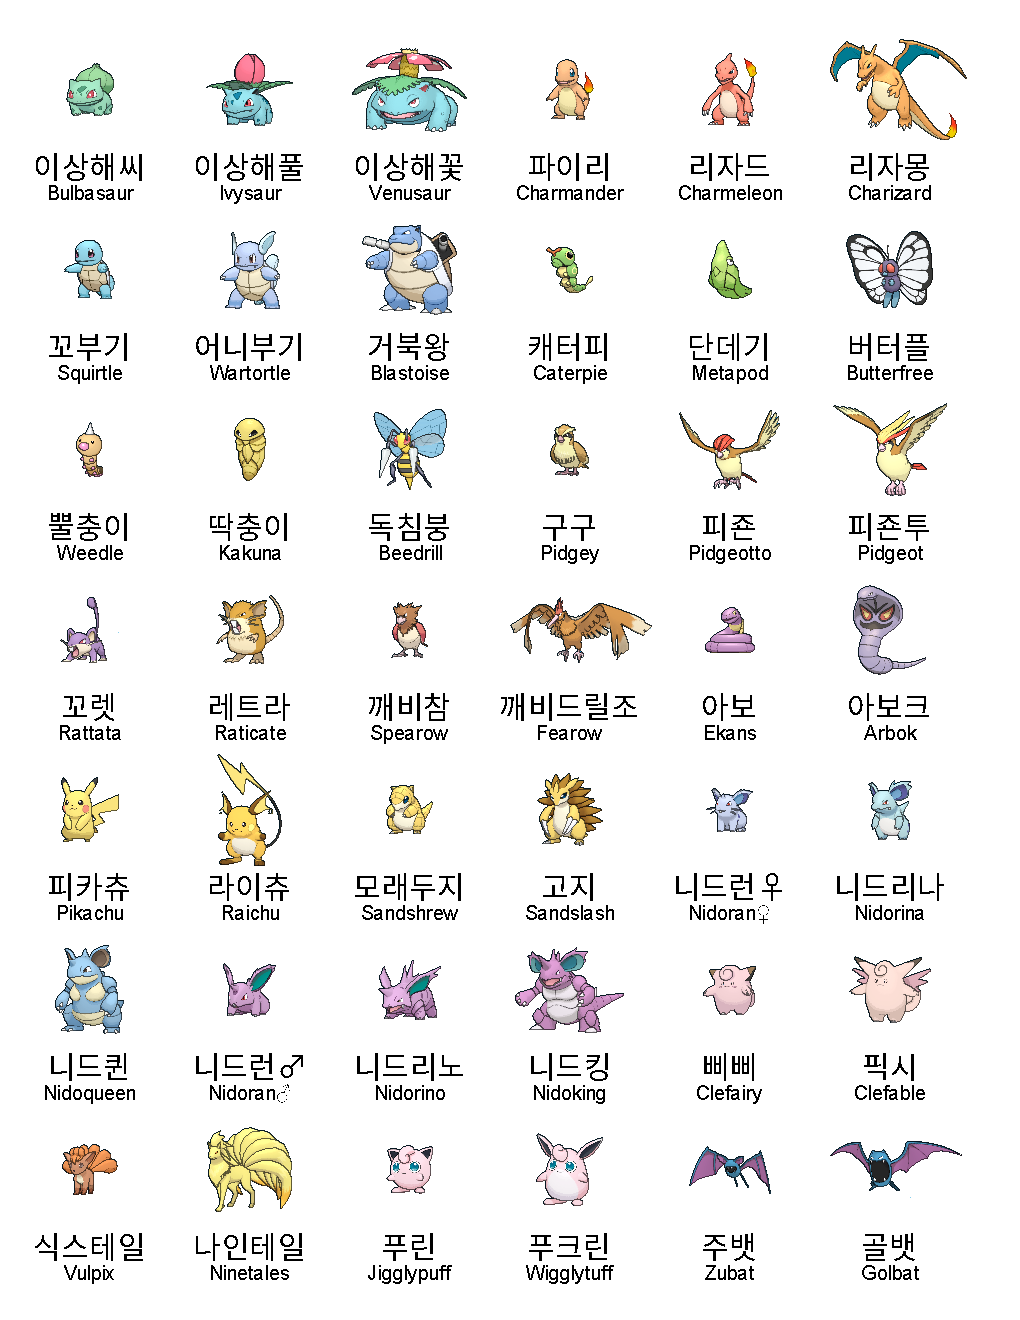 이상해씨 이상해풀 이상해꽃 파이리 리자드 리자몽
Bulbasaur Ivysaur Venusaur Charmander Charmeleon Charizard
꼬부기 어니부기 거북왕 캐터피 단데기 버터플
Squirtle Wartortle Blastoise Caterpie Metapod Butterfree
뿔충이 딱충이 독침붕 구구 피죤 피죤투
Weedle Kakuna Beedrill Pidgey Pidgeotto Pidgeot
꼬렛 레트라 깨비참 깨비드릴조 아보 아보크
Rattata Raticate Spearow Fearow Ekans Arbok
피카츄 라이츄 모래두지 고지 니드런♀ 니드리나
Pikachu Raichu Sandshrew Sandslash Nidoran♀ Nidorina
니드퀸 니드런♂ 니드리노 니드킹 삐삐 픽시
Nidoqueen Nidoran♂ Nidorino Nidoking Clefairy Clefable
식스테일 나인테일 푸린 푸크린 주뱃 골뱃
Vulpix Ninetales Jigglypuff Wigglytuff Zubat Golbat